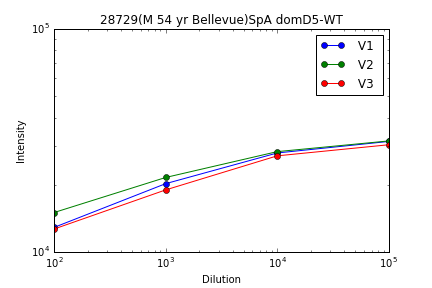 28729(M 54 yr Bellevue)SpA domD5-WT
10^5
V1
V2
V3
Intensity
10^4
10^2 10^3 10^4 10^5
Dilution